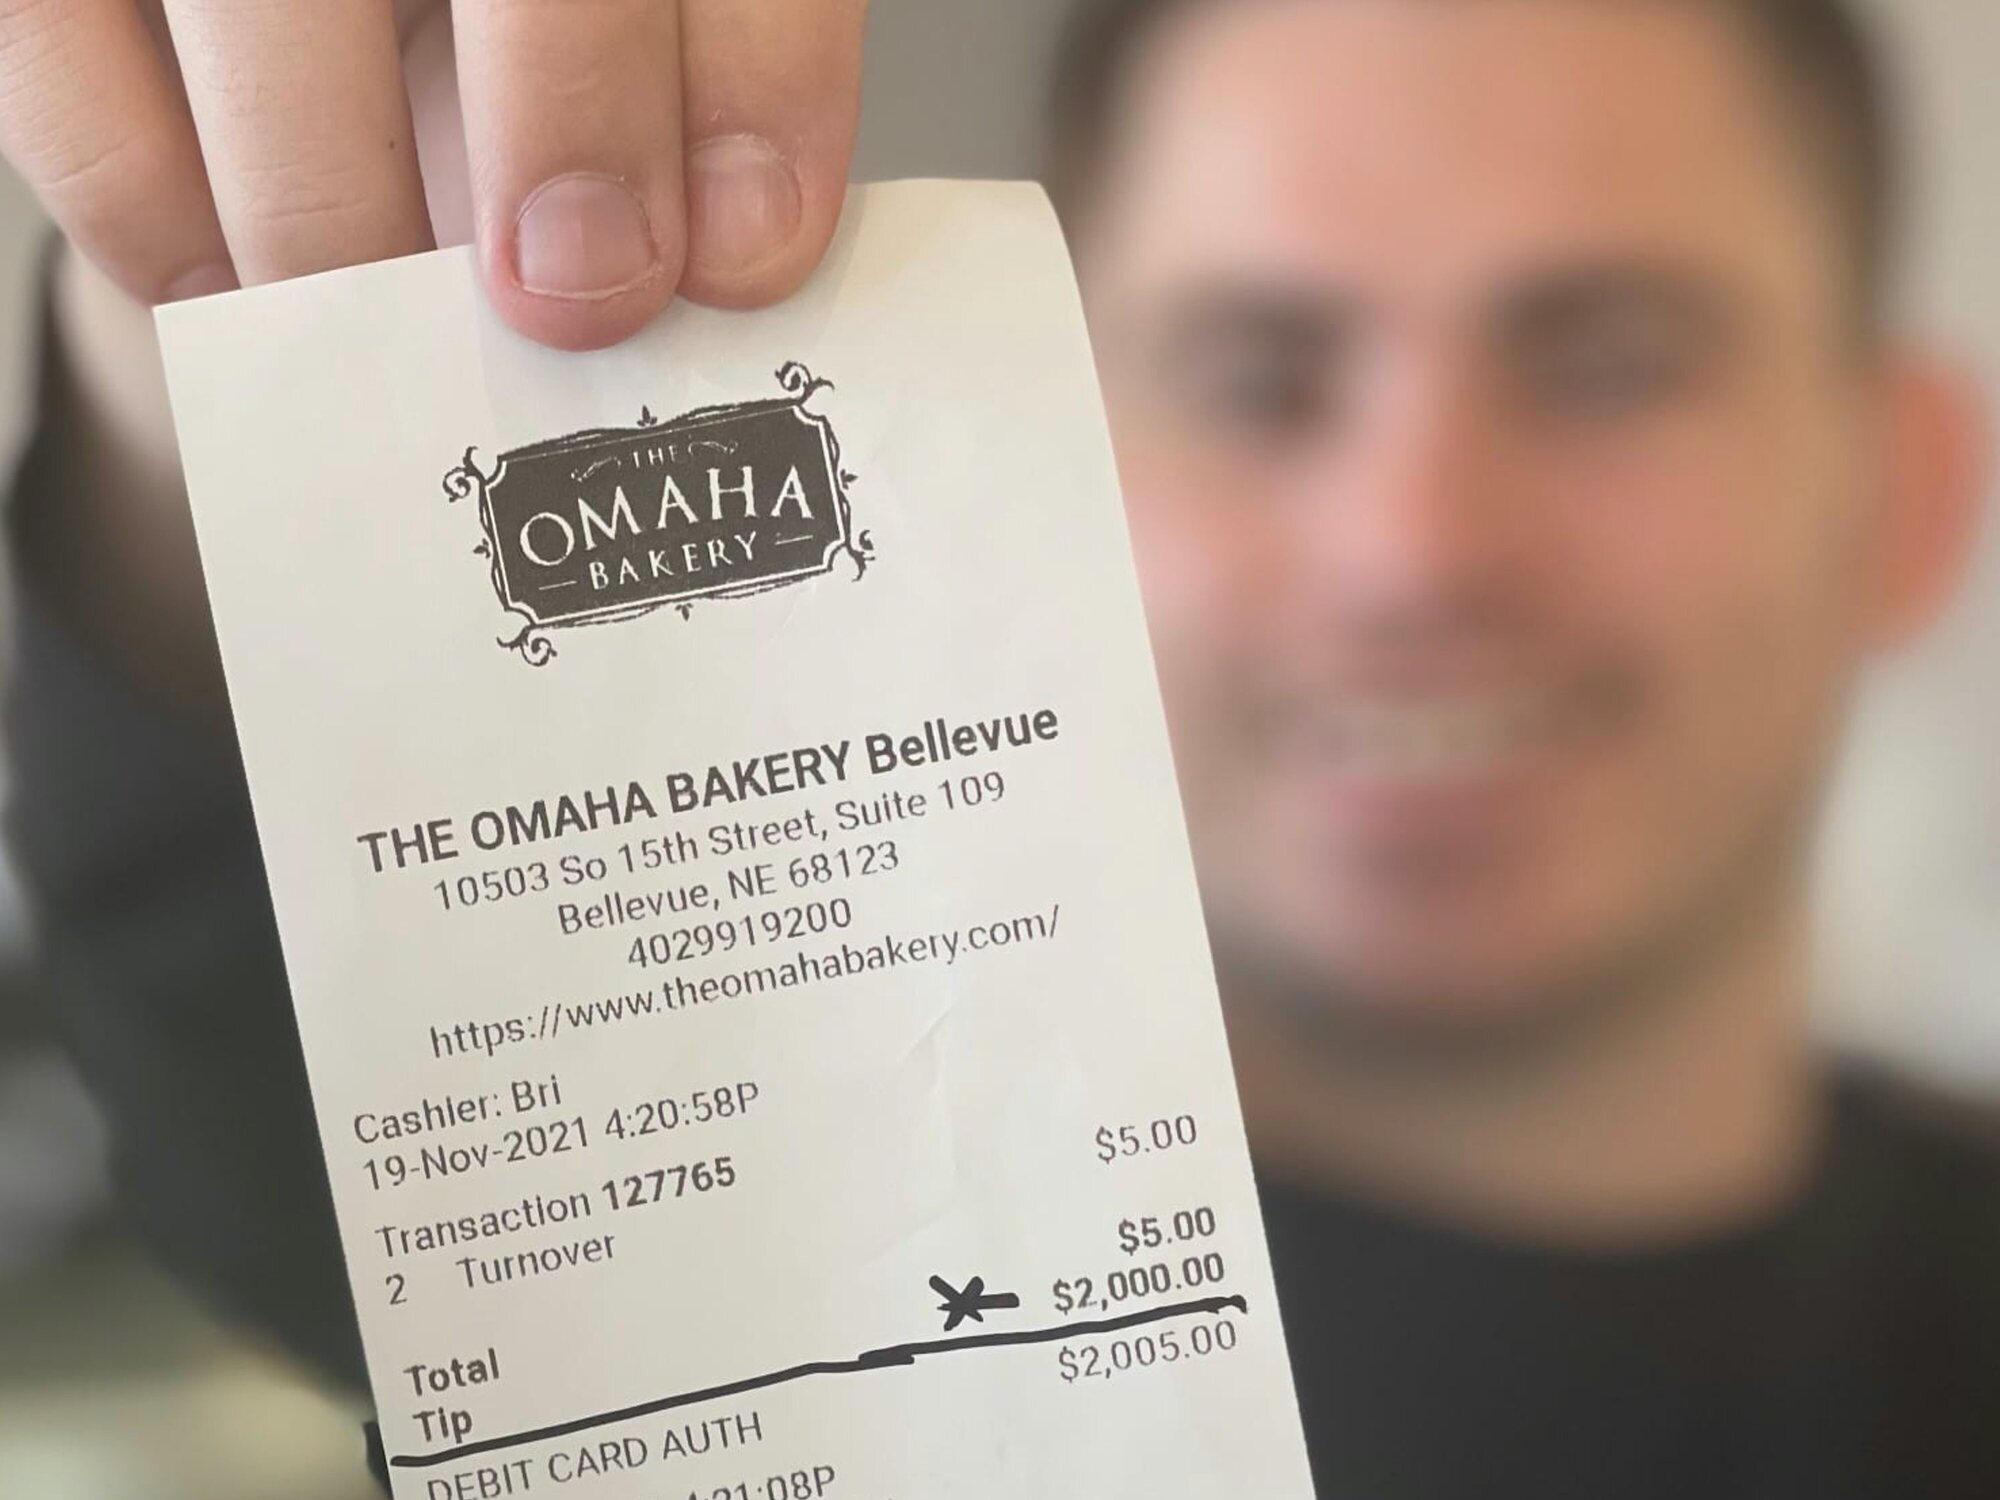 THE
OMAHA
BAKERY
THE OMAHA BAKERY Bellevue
10503 So 15th Street, Suite 109
Bellevue, NE 68123
4029919200
https://www.theomahabakery.com/
Cashier: Bri
19-Nov-2021 4:20:58P
Transaction 127765
2 Turnover $5.00
Total $5.00
Tip $2,000.00
DEBIT CARD AUTH $2,005.00
:21:08P